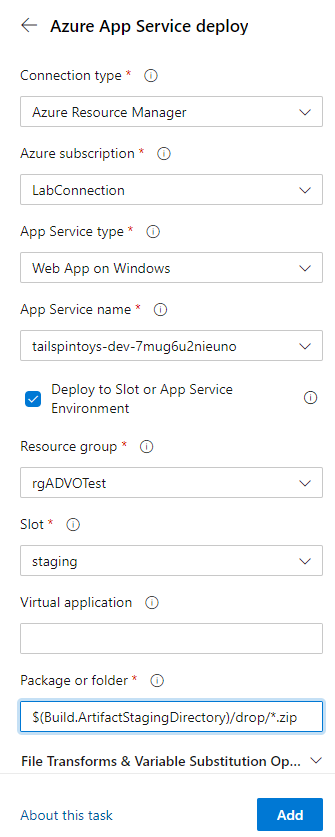 Azure App Service deploy
Connection type *
Azure Resource Manager
Azure subscription *
LabConnection
App Service type *
Web App on Windows
App Service name *
tailspintoys-dev-7mug6u2nieuno
Deploy to Slot or App Service
Environment
Resource group *
rgADVOTest
Slot *
staging
Virtual application
Package or folder *
$(Build.ArtifactStagingDirectory)/drop/*.zip
File Transforms & Variable Substitution Op...
About this task
Add